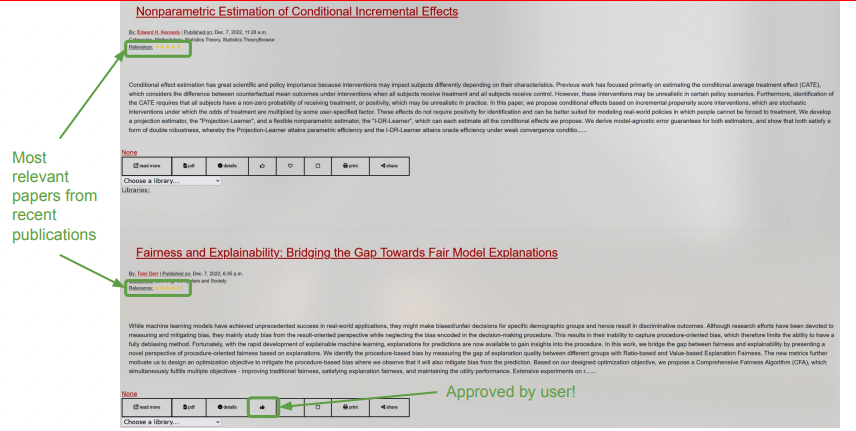 Nonparametric Estimation of Conditional Incremental Effects
By: Edward H. Kennedy | Published on: Dec. 7, 2022, 11:28 a.m.
Categories: Methodology, Statistics Theory, Statistics TheoryBrowse
Relevance:
Conditional effect estimation has great scientific and policy importance because interventions may impact subjects differently depending on their characteristics. Previous work has focused primarily on estimating the conditional average treatment effect (CATE),
which considers the difference between counterfactual mean outcomes under interventions when all subjects receive treatment and all subjects receive control. However, these interventions may be unrealistic in certain policy scenarios. Furthermore, identification of
the CATE requires that all subjects have a non-zero probability of receiving treatment, or positivity, which may be unrealistic in practice. In this paper, we propose conditional effects based on incremental propensity score interventions, which are stochastic
interventions under which the odds of treatment are multiplied by some user-specified factor. These effects do not require positivity for identification and can be better suited for modeling real-world policies in which people cannot be forced to treatment. We develop
a projection estimator, the "Projection-Learner", and a flexible nonparametric estimator, the "I-DR-Learner", which can each estimate all the conditional effects we propose. We derive model-agnostic error guarantees for both estimators, and show that both satisfy a
form of double robustness, whereby the Projection-Learner attains parametric efficiency and the I-DR-Learner attains oracle efficiency under weak convergence conditio......
None
read more pdf details print share
Choose a library...
Libraries:
Most
relevant
papers from
recent
publications
Fairness and Explainability: Bridging the Gap Towards Fair Model Explanations
By: Tyler Derr | Published on: Dec. 7, 2022, 6:35 a.m.
and Society
Relevance:
While machine learning models have achieved unprecedented success in real-world applications, they might make biased/unfair decisions for specific demographic groups and hence result in discriminative outcomes. Although research efforts have been devoted to
measuring and mitigating bias, they mainly study bias from the result-oriented perspective while neglecting the bias encoded in the decision-making procedure. This results in their inability to capture procedure-oriented bias, which therefore limits the ability to have a
fully debiasing method. Fortunately, with the rapid development of explainable machine learning, explanations for predictions are now available to gain insights into the procedure. In this work, we bridge the gap between fairness and explainability by presenting a
novel perspective of procedure-oriented fairness based on explanations. We identify the procedure-based bias by measuring the gap of explanation quality between different groups with Ratio-based and Value-based Explanation Fairness. The new metrics further
motivate us to design an optimization objective to mitigate the procedure-based bias where we observe that it will also mitigate bias from the prediction. Based on our designed optimization objective, we propose a Comprehensive Fairness Algorithm (CFA), which
simultaneously fulfills multiple objectives - improving traditional fairness, satisfying explanation fairness, and maintaining the utility performance. Extensive experiments on r......
None
Approved by user!
read more pdf details print share
Choose a library...